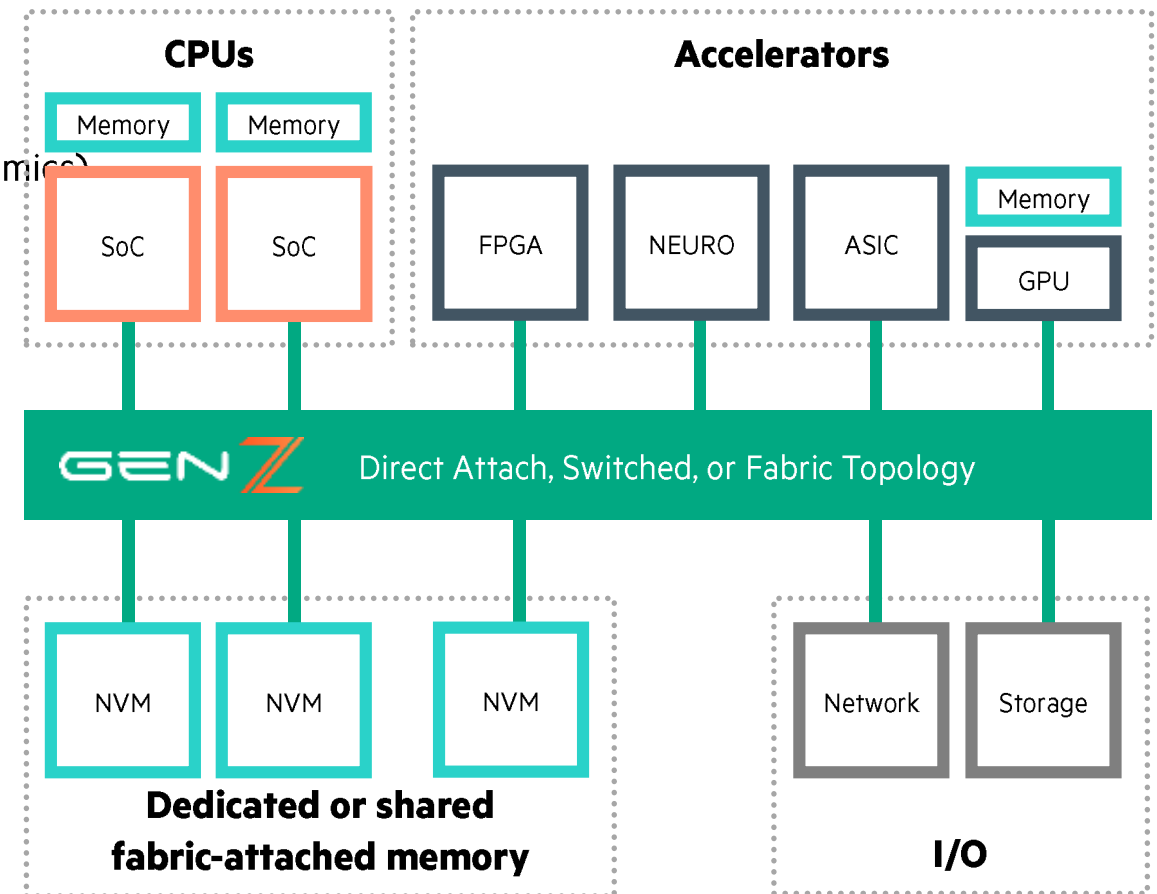 CPUs
Accelerators
Memory
Memory
mics)
SoC
SoC
FPGA
NEURO
ASIC
Memory
GPU
GEN Z
Direct Attach, Switched, or Fabric Topology
NVM
NVM
NVM
Network
Storage
Dedicated or shared
fabric-attached memory
I/O